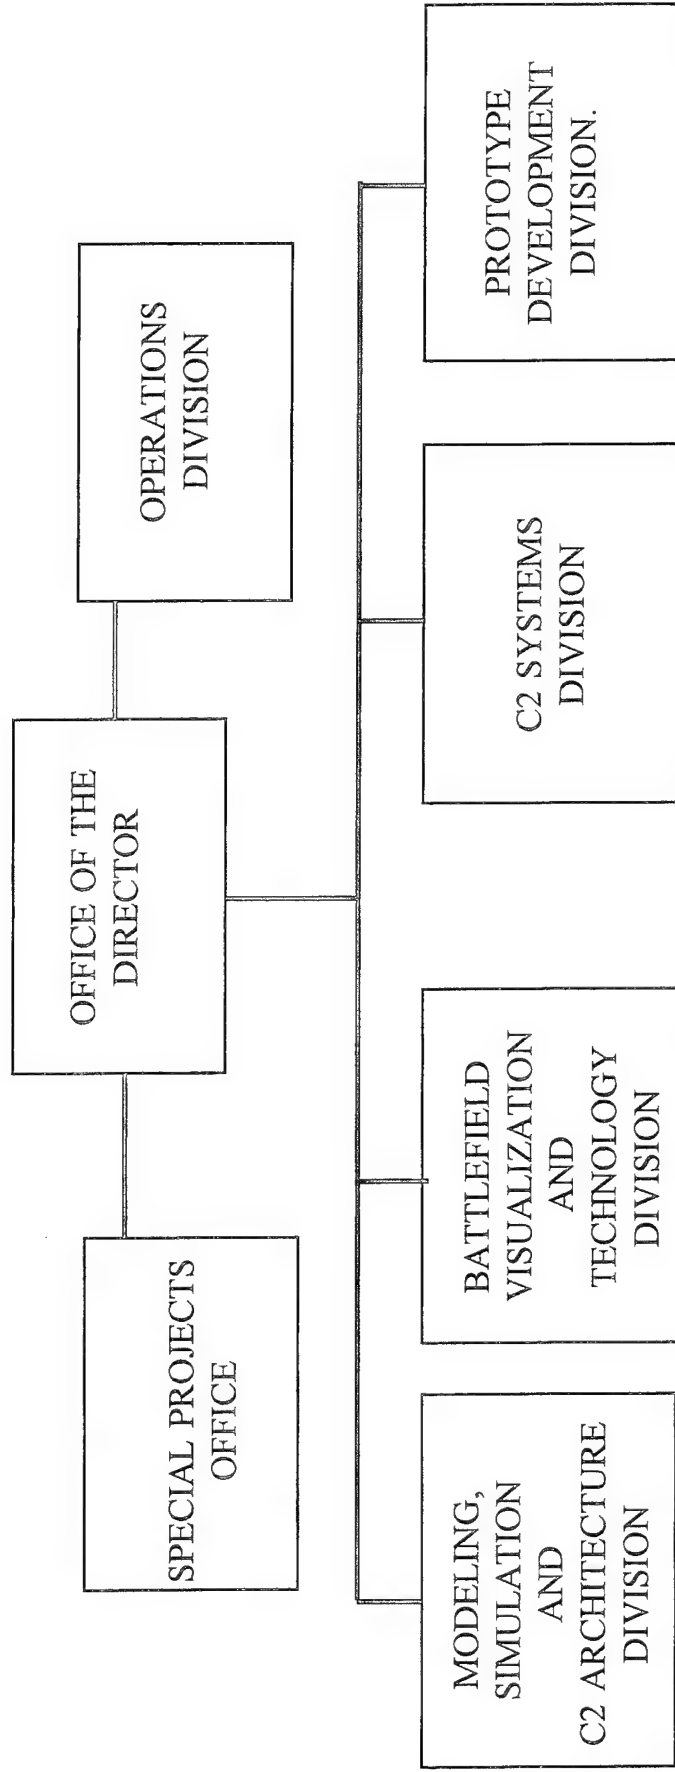 OFFICE OF THE
DIRECTOR
SPECIAL PROJECTS
OFFICE
OPERATIONS
DIVISION
MODELING,
SIMULATION
AND
C2 ARCHITECTURE
DIVISION
BATTLEFIELD
VISUALIZATION
AND
TECHNOLOGY
DIVISION
C2 SYSTEMS
DIVISION
PROTOTYPE
DEVELOPMENT
DIVISION.